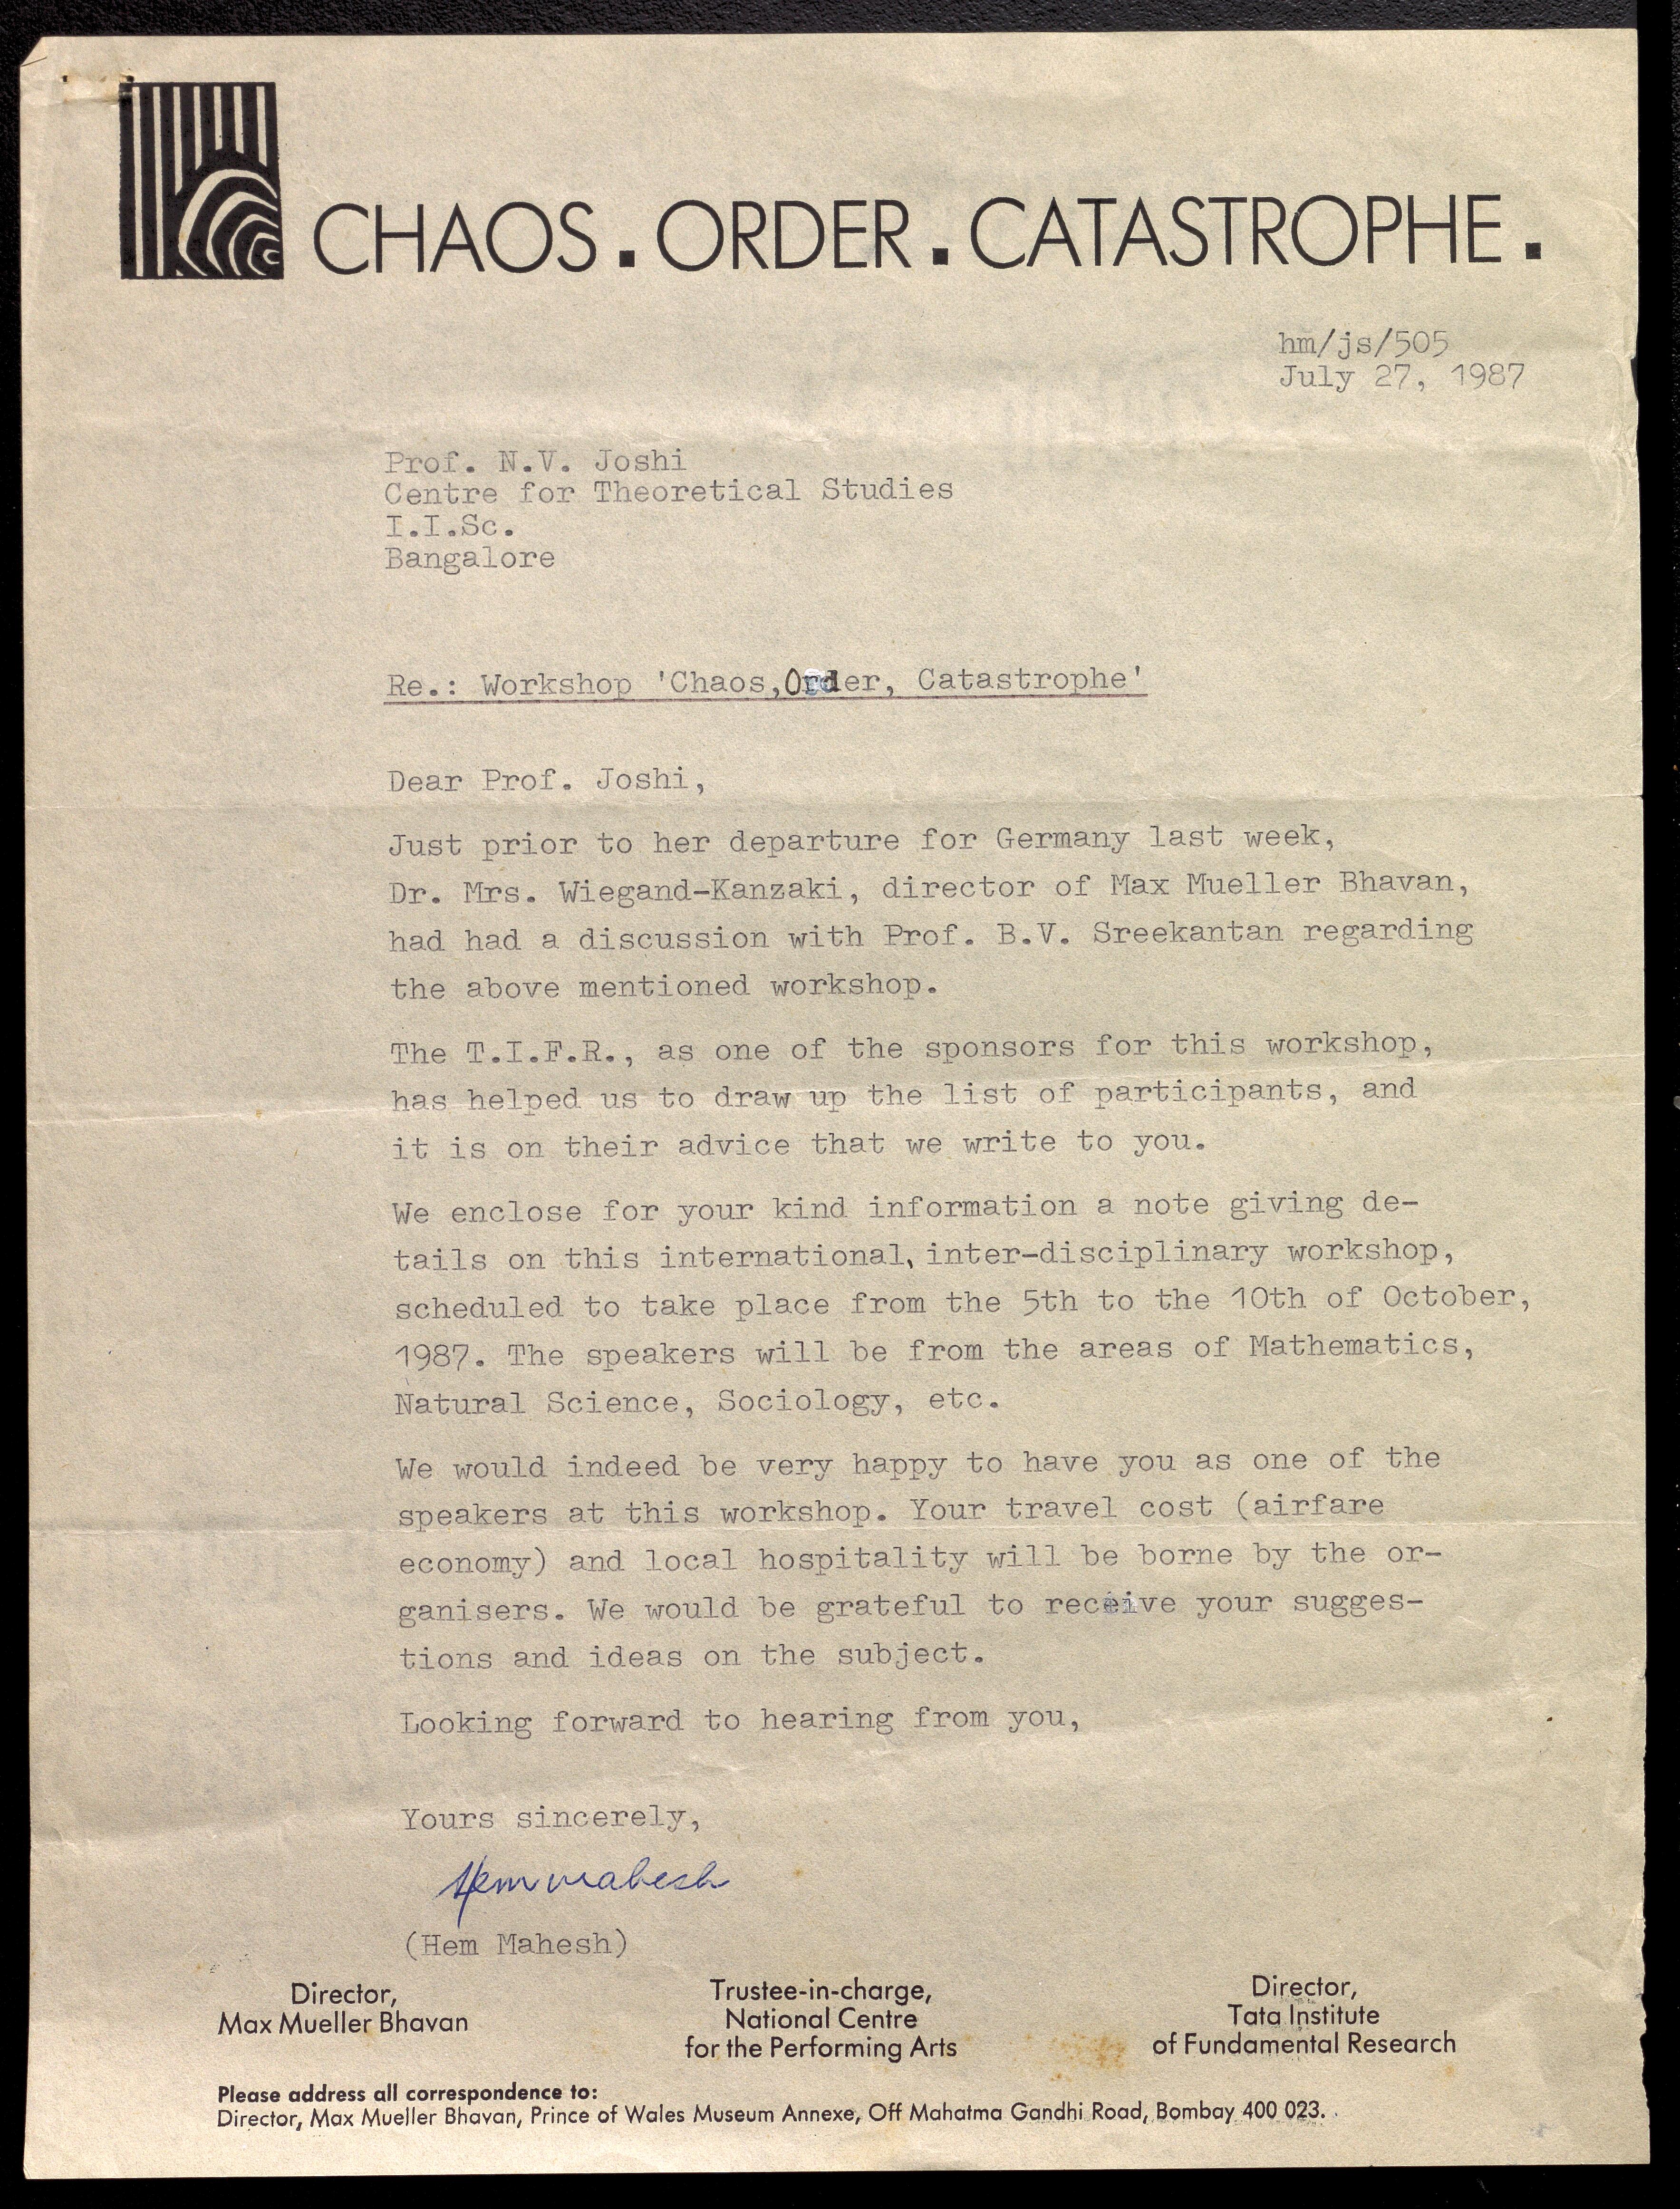 CHAOS. ORDER. CATASTROPHE.
hm/js/505
July 27, 1987
Prof. N.V. Joshi
Centre for Theoretical Studies
I.I.Sc.
Bangalore
Re.: Workshop 'Chaos,Order, Catastrophe'
Dear Prof. Joshi,
Just prior to her departure for Germany last week,
Dr. Mrs. Wiegand-Kanzaki, director of Max Mueller Bhavan,
had had a discussion with Prof. B.V. Sreekantan regarding
the above mentioned workshop.
The T.I.F.R., as one of the sponsors for this workshop,
has helped us to draw up the list of participants, and
it is on their advice that we write to you.
We enclose for your kind information a note giving de-
tails on this international, inter-disciplinary workshop,
scheduled to take place from the 5th to the 10th of October,
1987. The speakers will be from the areas of Mathematics,
Natural Science, Sociology, etc.
We would indeed be very happy to have you as one of the
speakers at this workshop. Your travel cost (airfare
economy) and local hospitality will be borne by the or-
ganisers. We would be grateful to receive your sugges-
tions and ideas on the subject.
Looking forward to hearing from you,
Yours sincerely,
Hem Mahesh
(Hem Mahesh)
Director,
Max Mueller Bhavan
Trustee-in-charge,
National Centre
for the Performing Arts
Director,
Tata Institute
of Fundamental Research
Please address all correspondence to:
Director, Max Mueller Bhavan, Prince of Wales Museum Annexe, Off Mahatma Gandhi Road, Bombay 400 023.